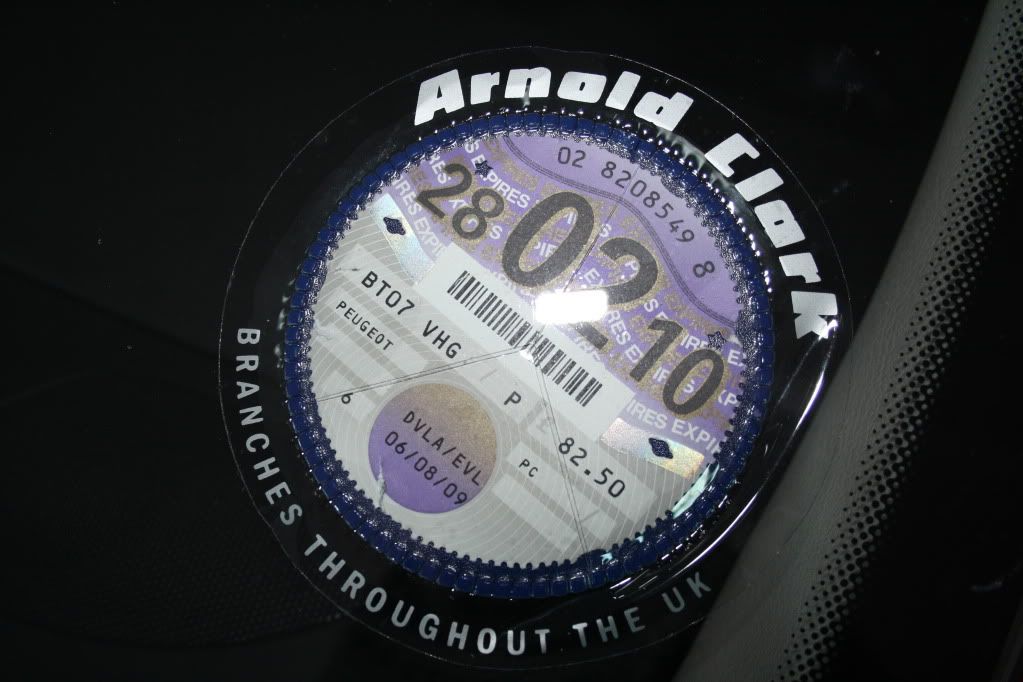 Arnold Clark
02 8208549 8
28 02 10
BT07 VHG
PEUGEOT
P
6
DVLA/EVL
06/08/09
PC
82.50
BRANCHES THROUGHOUT THE UK